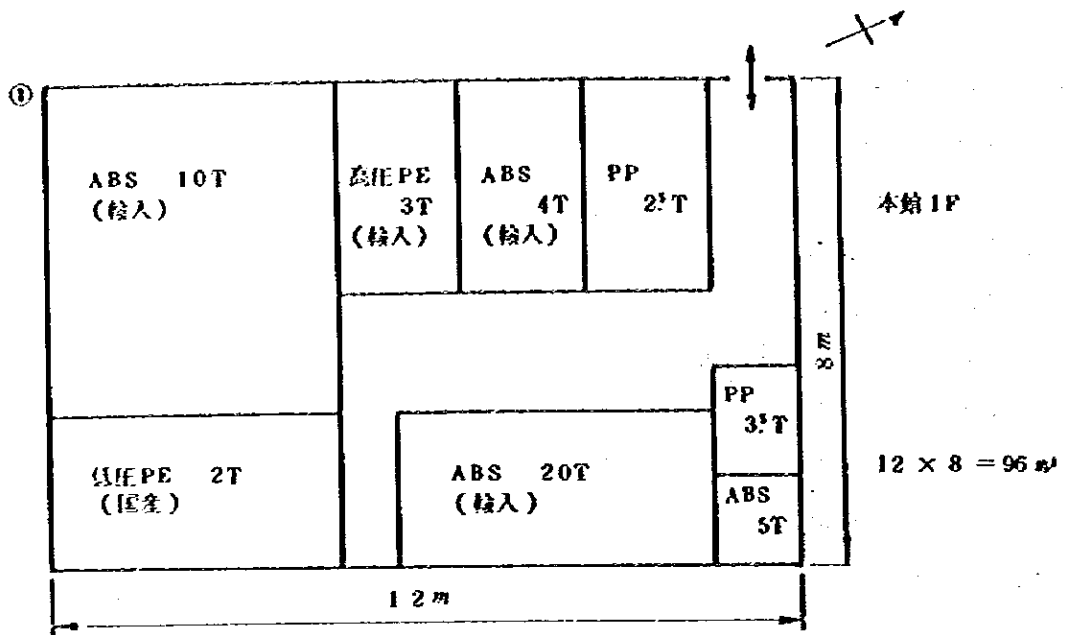 ①
ABS 10T
(輸入)
高圧PE
3T
(輸入)
ABS
4T
(輸入)
PP
2.⁵T
本館1F
8m
PP
3.⁵T
低圧PE 2T
(国産)
ABS 20T
(輸入)
ABS
5T
12 × 8 = 96 m²
12m